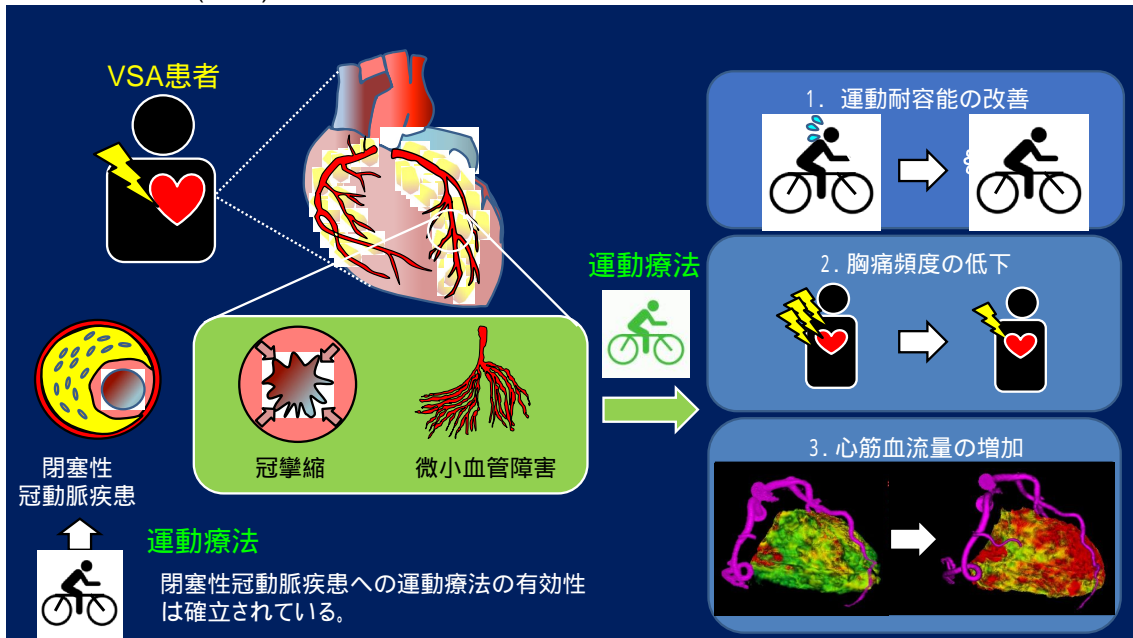 VSA患者
1. 運動耐容能の改善
運動療法
2. 胸痛頻度の低下
冠攣縮
微小血管障害
3. 心筋血流量の増加
閉塞性
冠動脈疾患
運動療法
閉塞性冠動脈疾患への運動療法の有効性
は確立されている。